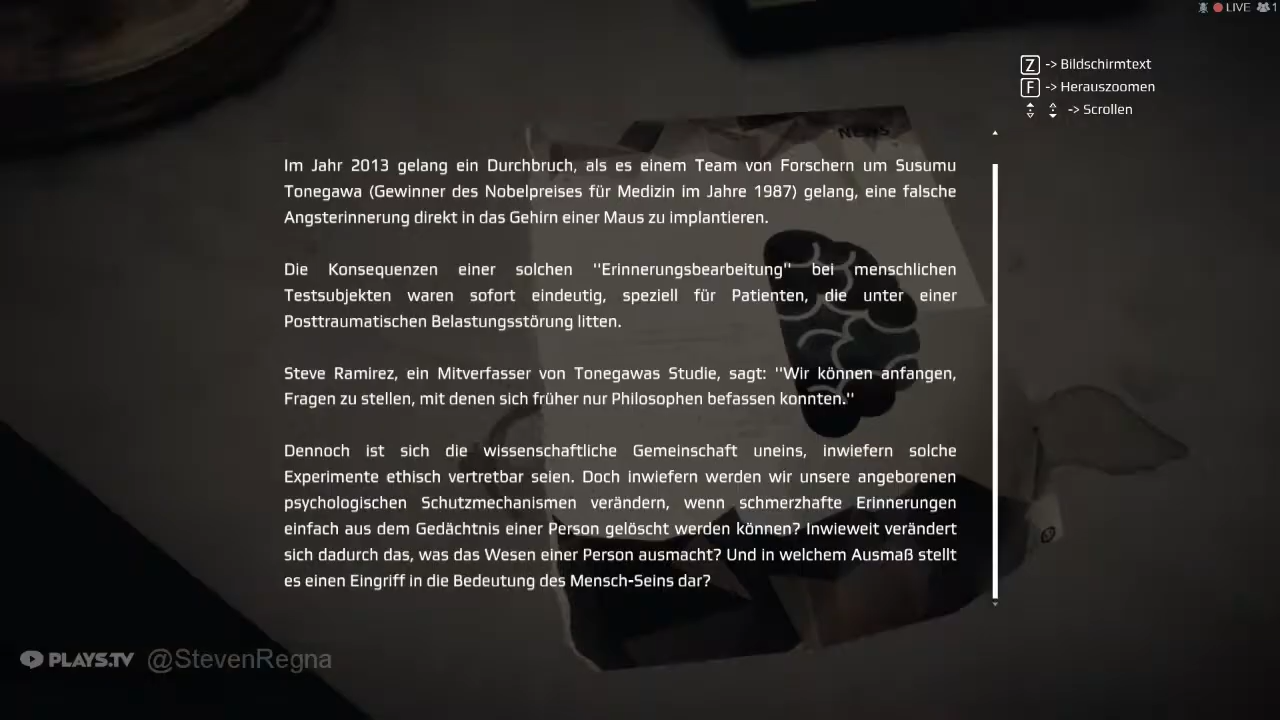 LIVE 1
Z -> Bildschirmtext
F -> Herauszoomen
-> Scrollen
NEWS
Im Jahr 2013 gelang ein Durchbruch, als es einem Team von Forschern um Susumu
Tonegawa (Gewinner des Nobelpreises für Medizin im Jahre 1987) gelang, eine falsche
Angsterinnerung direkt in das Gehirn einer Maus zu implantieren.
Die Konsequenzen einer solchen ''Erinnerungsbearbeitung'' bei menschlichen
Testsubjekten waren sofort eindeutig, speziell für Patienten, die unter einer
Posttraumatischen Belastungsstörung litten.
Steve Ramirez, ein Mitverfasser von Tonegawas Studie, sagt: ''Wir können anfangen,
Fragen zu stellen, mit denen sich früher nur Philosophen befassen konnten.''
Dennoch ist sich die wissenschaftliche Gemeinschaft uneins, inwiefern solche
Experimente ethisch vertretbar seien. Doch inwiefern werden wir unsere angeborenen
psychologischen Schutzmechanismen verändern, wenn schmerzhafte Erinnerungen
einfach aus dem Gedächtnis einer Person gelöscht werden können? Inwieweit verändert
sich dadurch das, was das Wesen einer Person ausmacht? Und in welchem Ausmaß stellt
es einen Eingriff in die Bedeutung des Mensch-Seins dar?
PLAYS.TV @StevenRegna